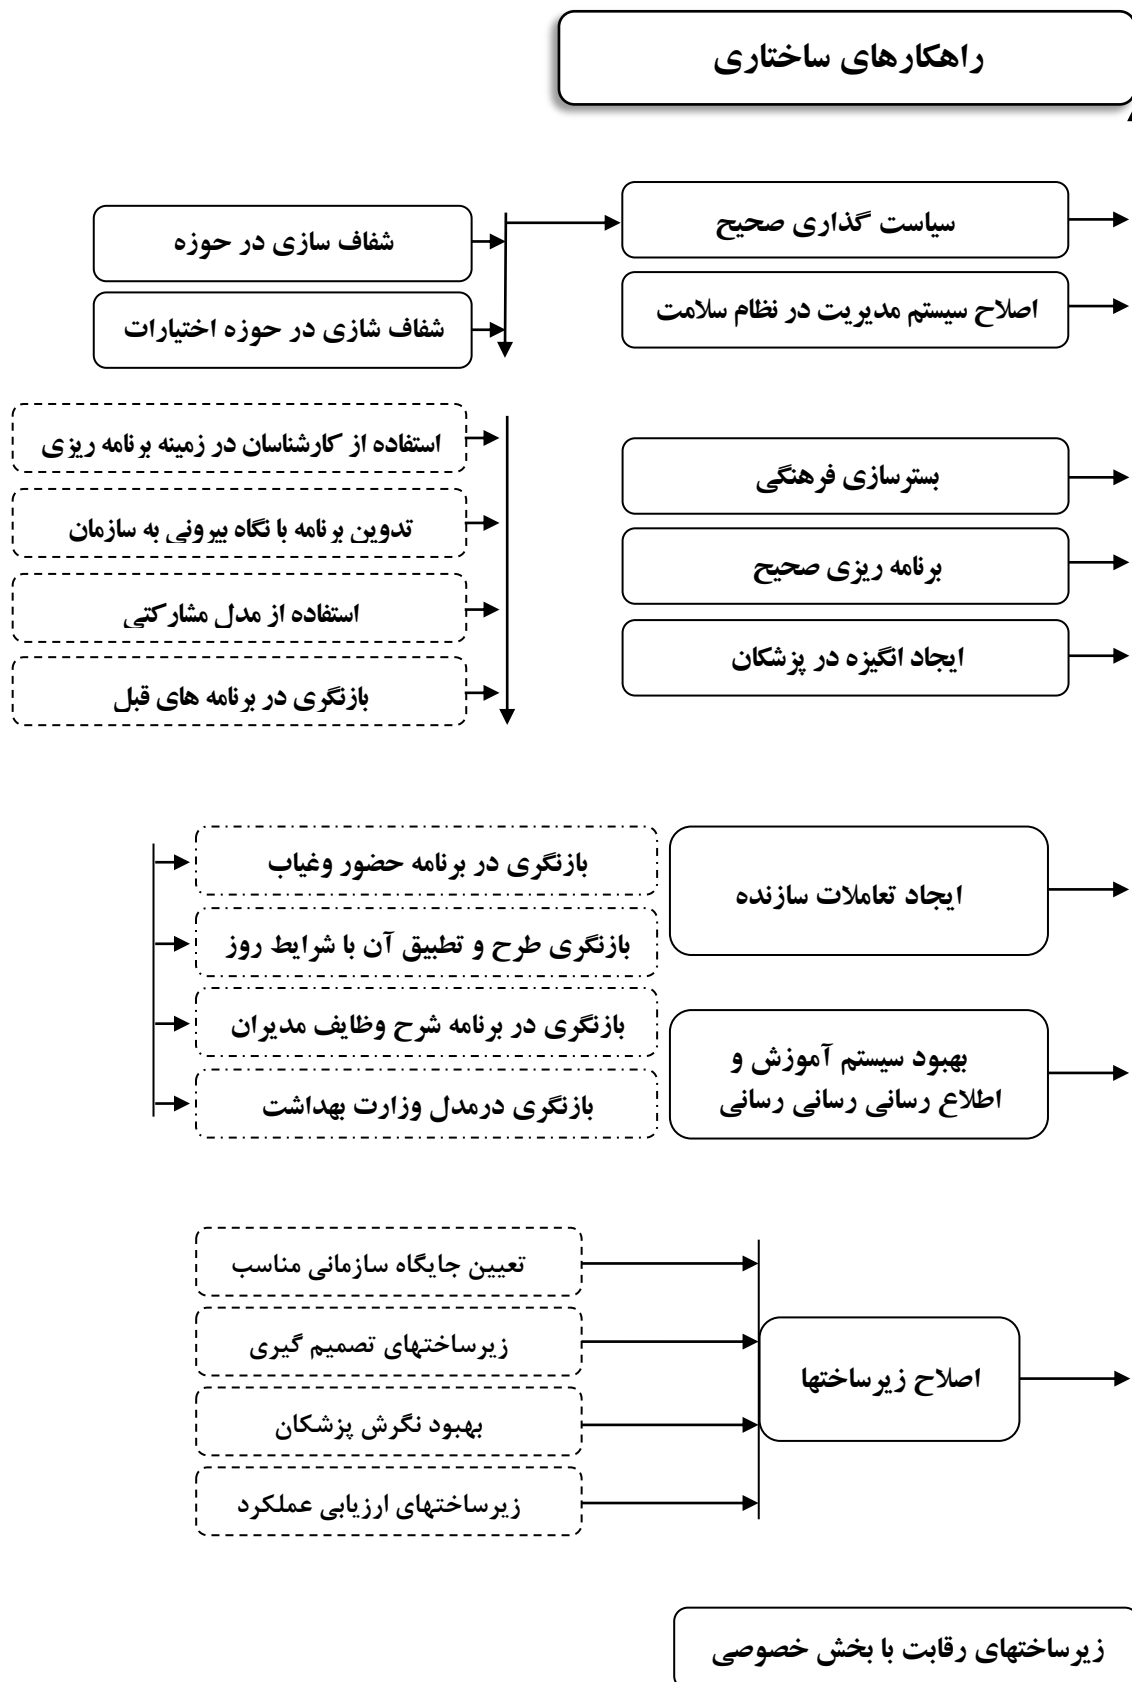 راهکارهای ساختاری
سیاست گذاری صحیح
اصلاح سیستم مدیریت در نظام سلامت
شفاف سازی در حوزه
شفاف شازی در حوزه اختیارات
بسترسازی فرهنگی
برنامه ریزی صحیح
ایجاد انگیزه در پزشکان
استفاده از کارشناسان در زمینه برنامه ریزی
تدوین برنامه با نگاه بیرونی به سازمان
استفاده از مدل مشارکتی
بازنگری در برنامه های قبل
ایجاد تعاملات سازنده
بهبود سیستم آموزش و
اطلاع رسانی رسانی رسانی
بازنگری در برنامه حضور وغیاب
بازنگری طرح و تطبیق آن با شرایط روز
بازنگری در برنامه شرح وظایف مدیران
بازنگری درمدل وزارت بهداشت
اصلاح زیرساختها
تعیین جایگاه سازمانی مناسب
زیرساختهای تصمیم گیری
بهبود نگرش پزشکان
زیرساختهای ارزیابی عملکرد
زیرساختهای رقابت با بخش خصوصی